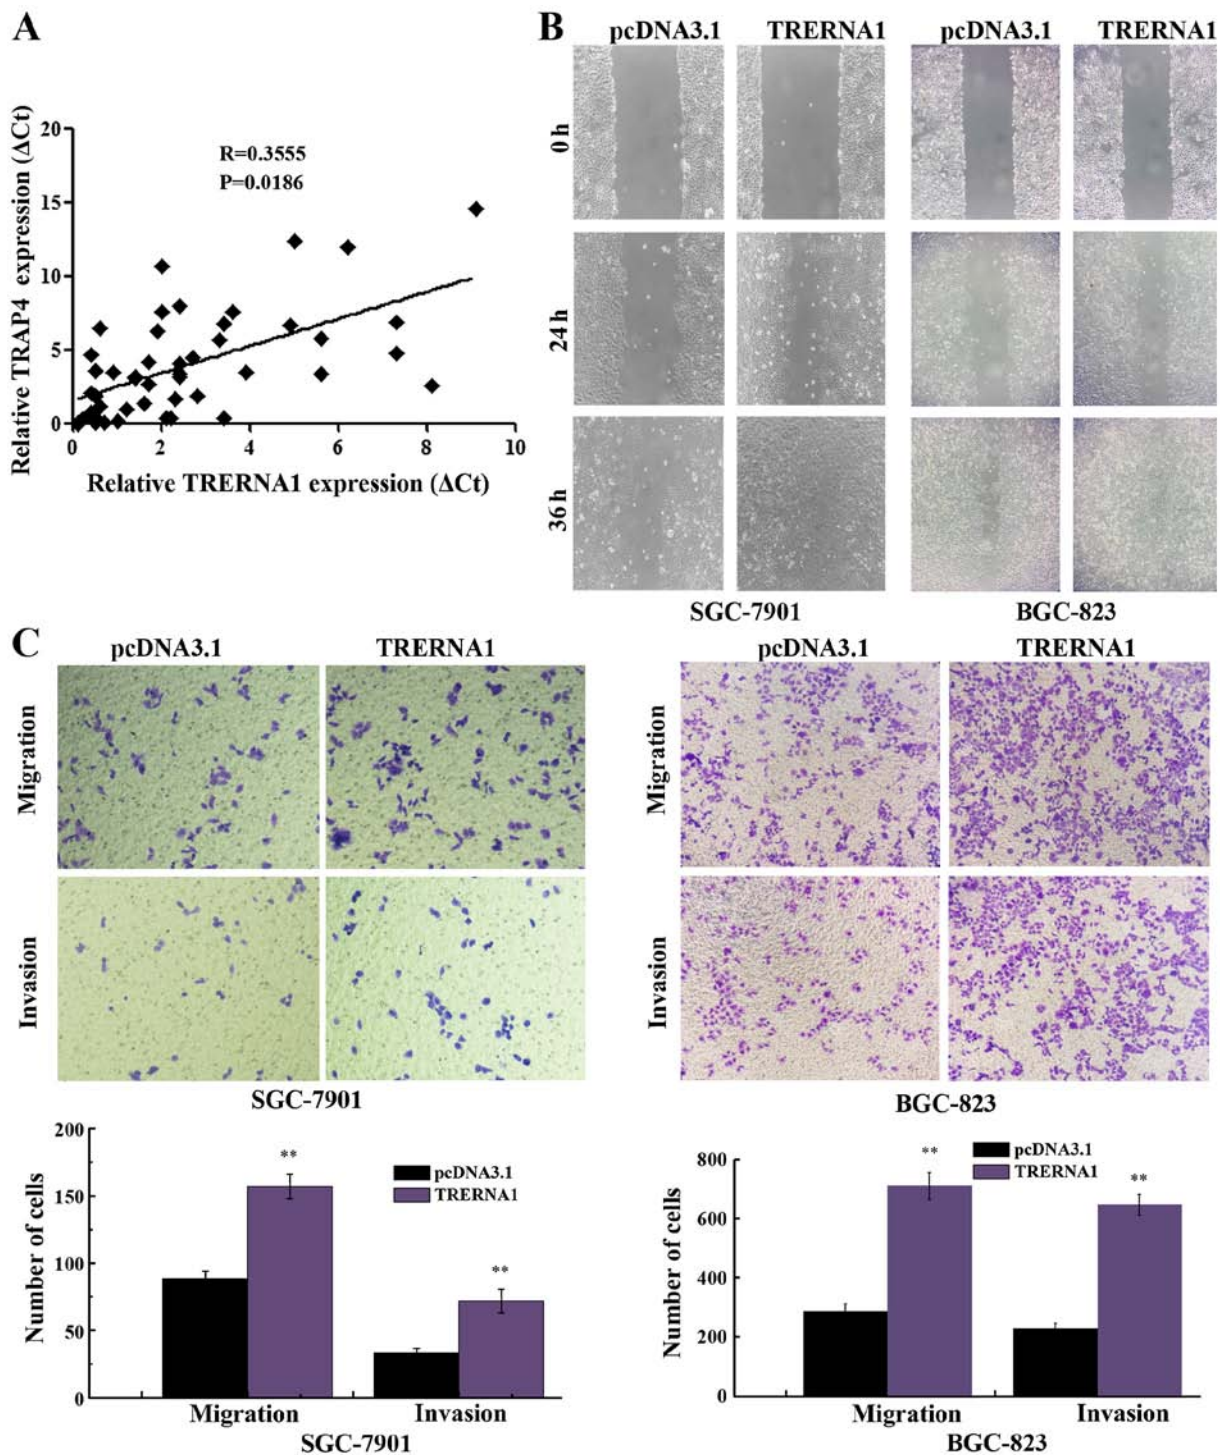 A
Relative TRAP4 expression (ΔCt)
20
15
10
5
0
R=0.3555
P=0.0186
0
2
4
6
8
10
Relative TRERNA1 expression (ΔCt)
B
pcDNA3.1
TRERNA1
pcDNA3.1
TRERNA1
0 h
24 h
36 h
SGC-7901
BGC-823
C
pcDNA3.1
TRERNA1
pcDNA3.1
TRERNA1
Migration
Invasion
Migration
Invasion
SGC-7901
BGC-823
Number of cells
200
150
100
50
0
**
**
pcDNA3.1
TRERNA1
Migration
Invasion
SGC-7901
Number of cells
800
600
400
200
0
**
**
pcDNA3.1
TRERNA1
Migration
Invasion
BGC-823